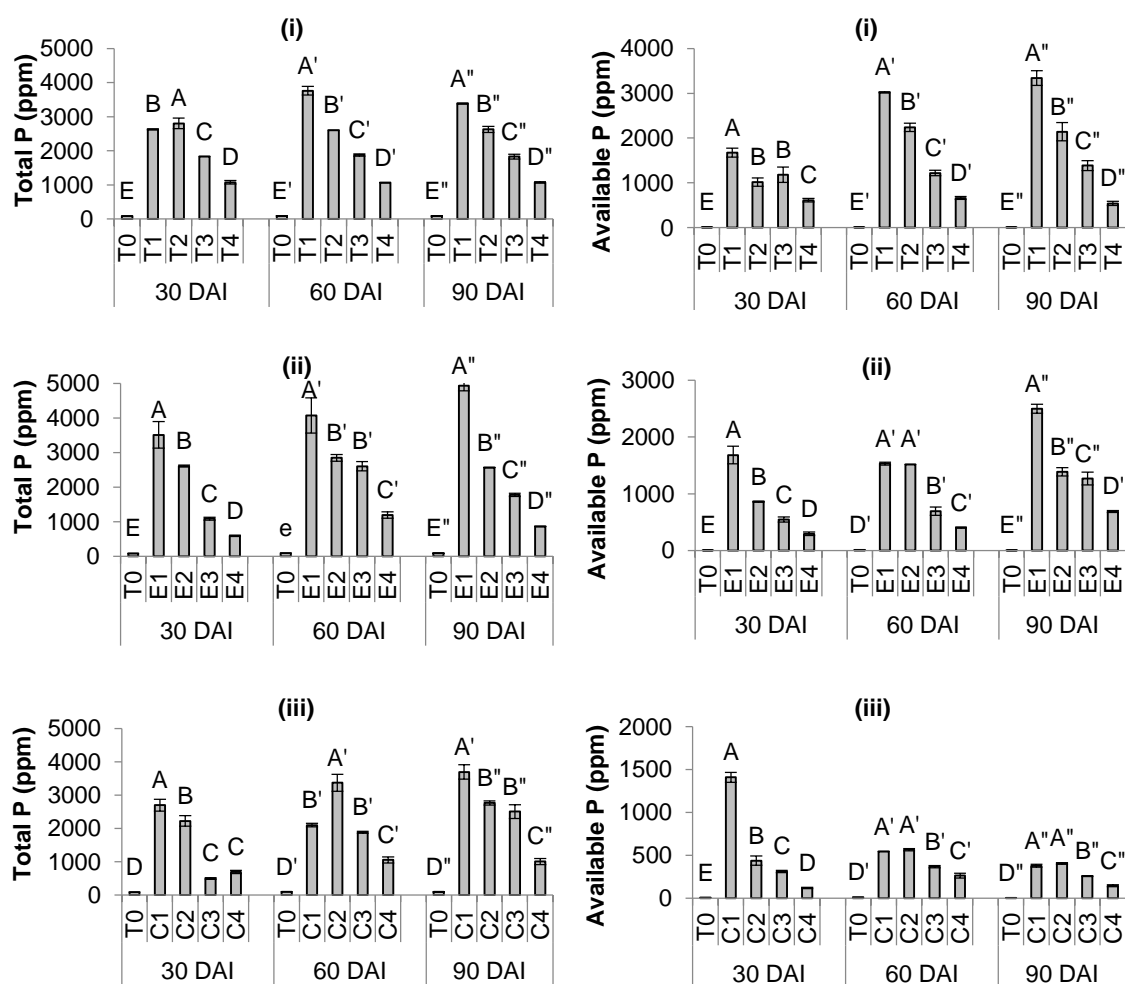 (i)
Total P (ppm)
5000
4000
3000
2000
1000
0
E B A C D
E' A' B' C' D'
E" A" B" C" D"
T0 T1 T2 T3 T4 T0 T1 T2 T3 T4 T0 T1 T2 T3 T4
30 DAI 60 DAI 90 DAI
(i)
Available P (ppm)
4000
3000
2000
1000
0
E A B B C
E' A' B' C' D'
E" A" B" C" D"
T0 T1 T2 T3 T4 T0 T1 T2 T3 T4 T0 T1 T2 T3 T4
30 DAI 60 DAI 90 DAI
(ii)
Total P (ppm)
5000
4000
3000
2000
1000
0
E A B C D
e A' B' B' C'
E" A" B" C" D"
T0 E1 E2 E3 E4 T0 E1 E2 E3 E4 T0 E1 E2 E3 E4
30 DAI 60 DAI 90 DAI
(ii)
Available P (ppm)
3000
2000
1000
0
E A B C D
D' A' A' B' C'
E" A" B" C" D'
T0 E1 E2 E3 E4 T0 E1 E2 E3 E4 T0 E1 E2 E3 E4
30 DAI 60 DAI 90 DAI
(iii)
Total P (ppm)
5000
4000
3000
2000
1000
0
D A B C C
D' B' A' B' C'
D" A' B" B" C"
T0 C1 C2 C3 C4 T0 C1 C2 C3 C4 T0 C1 C2 C3 C4
30 DAI 60 DAI 90 DAI
(iii)
Available P (ppm)
2000
1500
1000
500
0
E A B C D
D' A' A' B' C'
D" A" A" B" C"
T0 C1 C2 C3 C4 T0 C1 C2 C3 C4 T0 C1 C2 C3 C4
30 DAI 60 DAI 90 DAI